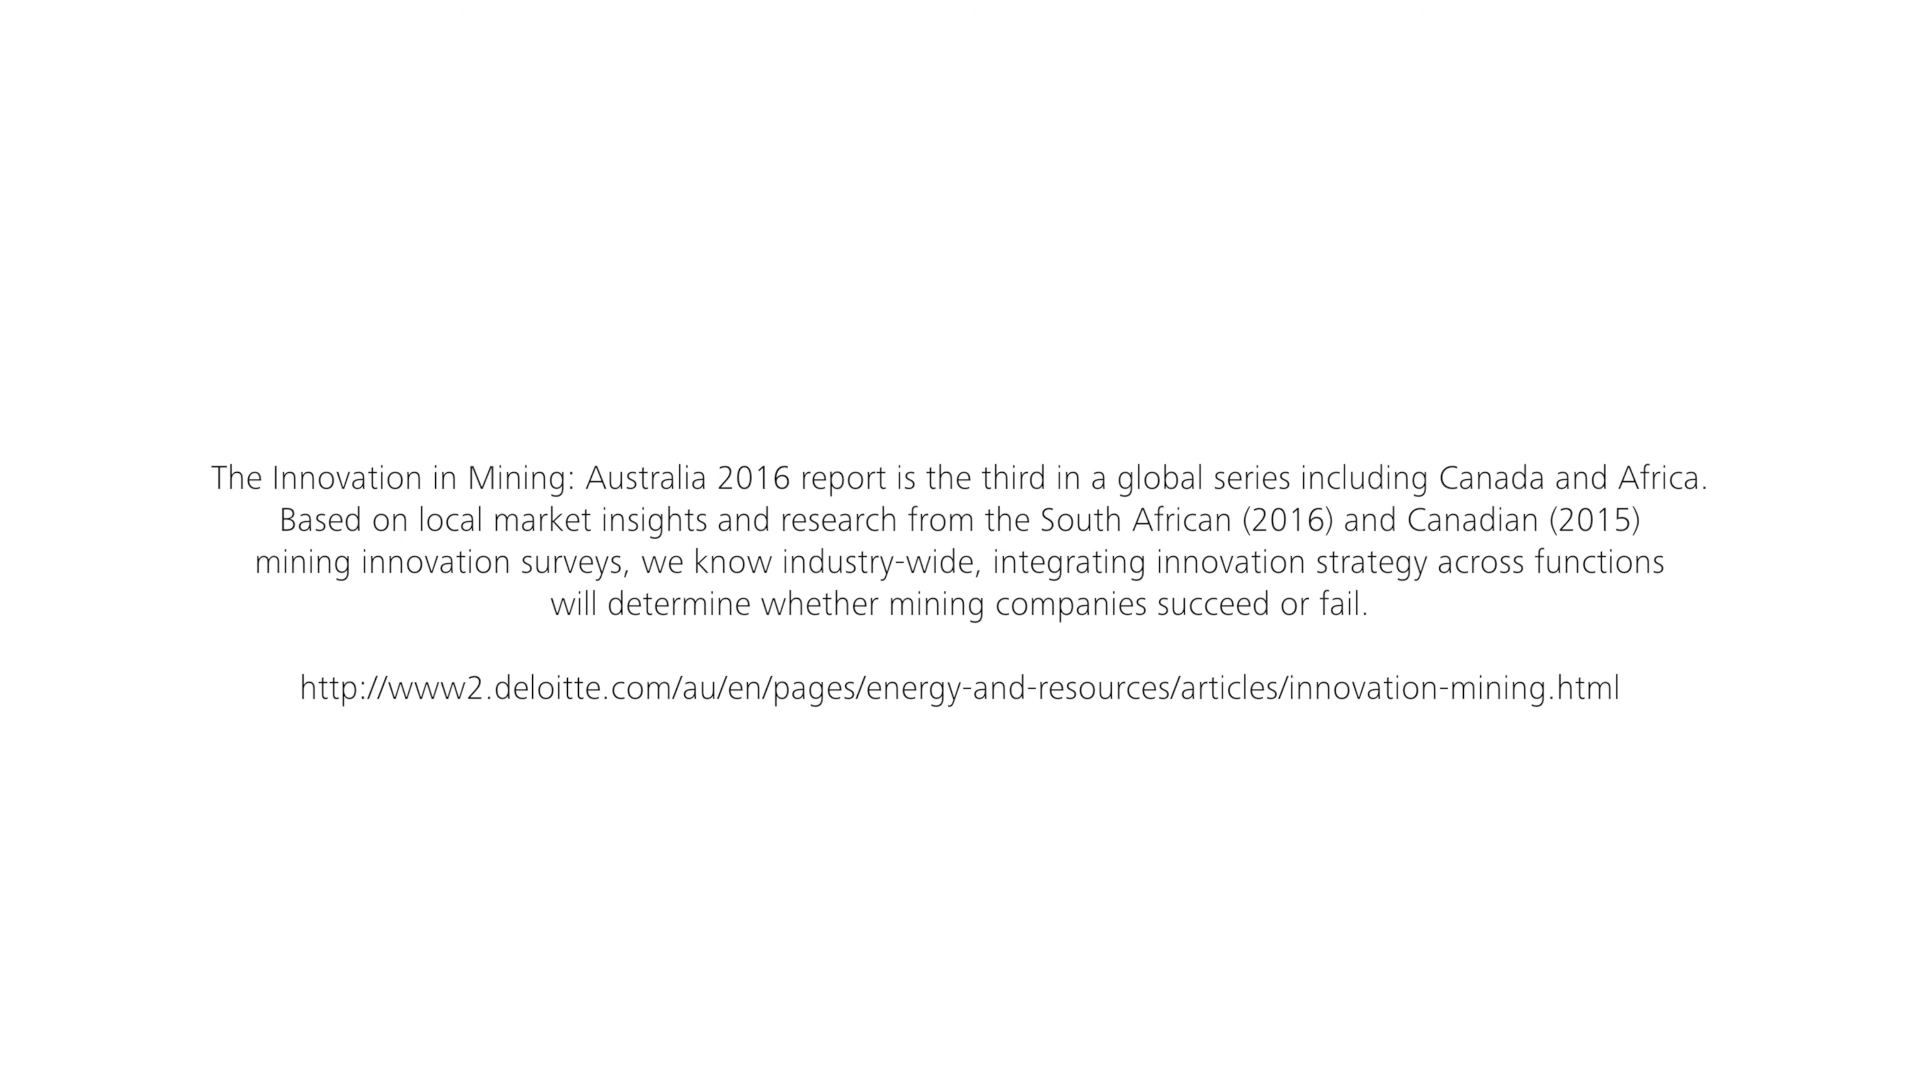 The Innovation in Mining: Australia 2016 report is the third in a global series including Canada and Africa.
Based on local market insights and research from the South African (2016) and Canadian (2015)
mining innovation surveys, we know industry-wide, integrating innovation strategy across functions
will determine whether mining companies succeed or fail.
http://www2.deloitte.com/au/en/pages/energy-and-resources/articles/innovation-mining.html